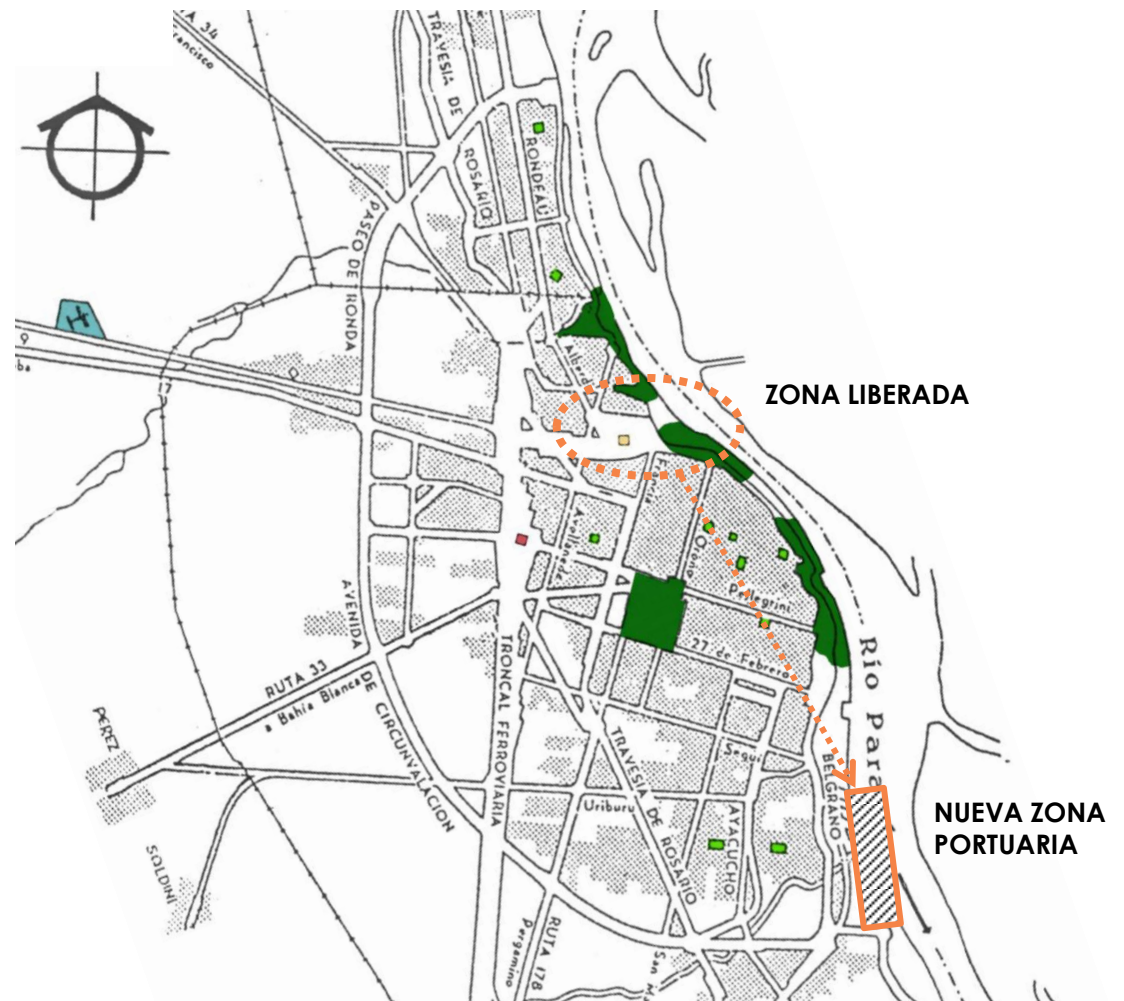 TRAVESIA DE
ROSARIO
RONDEAU
PASEO DE RONDA
9
ZONA LIBERADA
Francia
Avellaneda
Oroño
Pellegrini
27 de Febrero
AVENIDA
DE CIRCUNVALACION
RUTA 33
a Bahía Blanca
TRONCAL FERROVIARIA
TRAVESIA DE ROSARIO
PEREZ
SOLDINI
Segui
Uriburu
AYACUCHO
BELGRANO
Río Para
NUEVA ZONA
PORTUARIA
RUTA 178
Pergamino